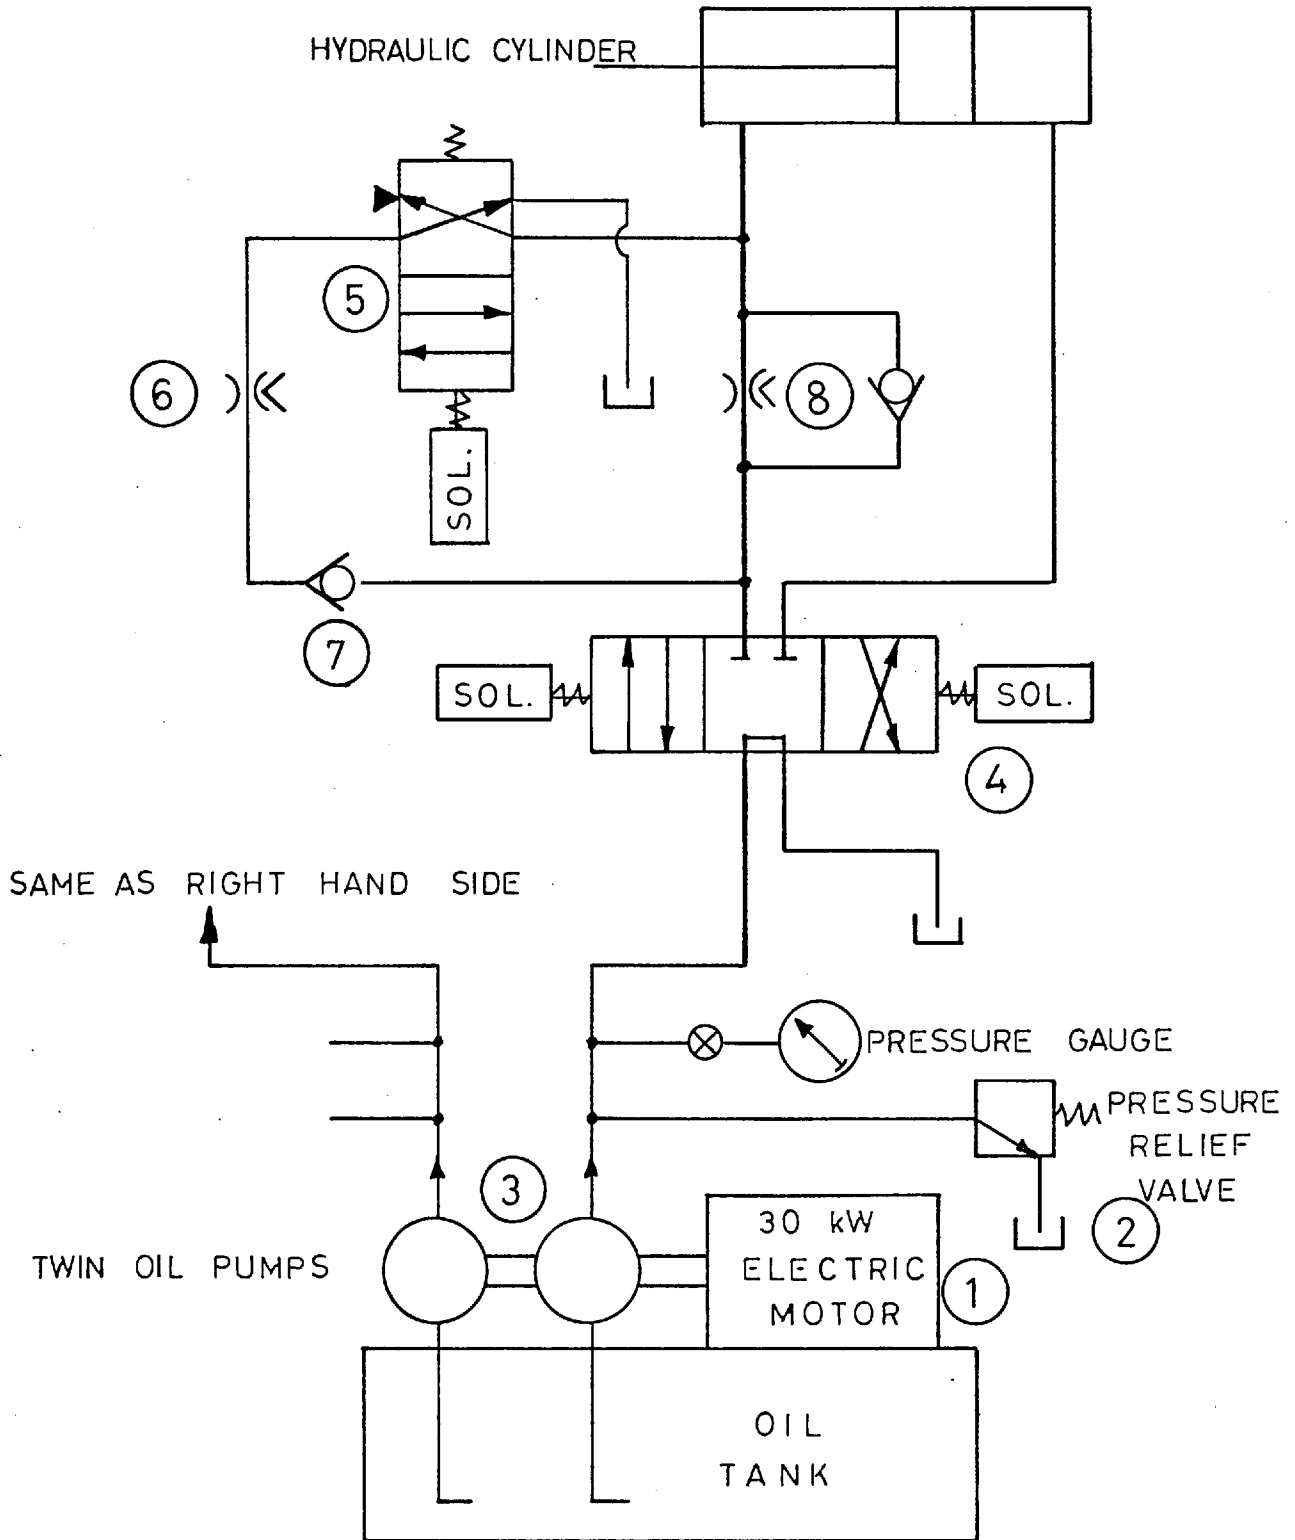 HYDRAULIC CYLINDER
5
6
8
SOL.
7
SOL.
SOL.
4
SAME AS RIGHT HAND SIDE
PRESSURE GAUGE
PRESSURE
RELIEF
VALVE
3
2
TWIN OIL PUMPS
30 kW
ELECTRIC
MOTOR
1
OIL
TANK